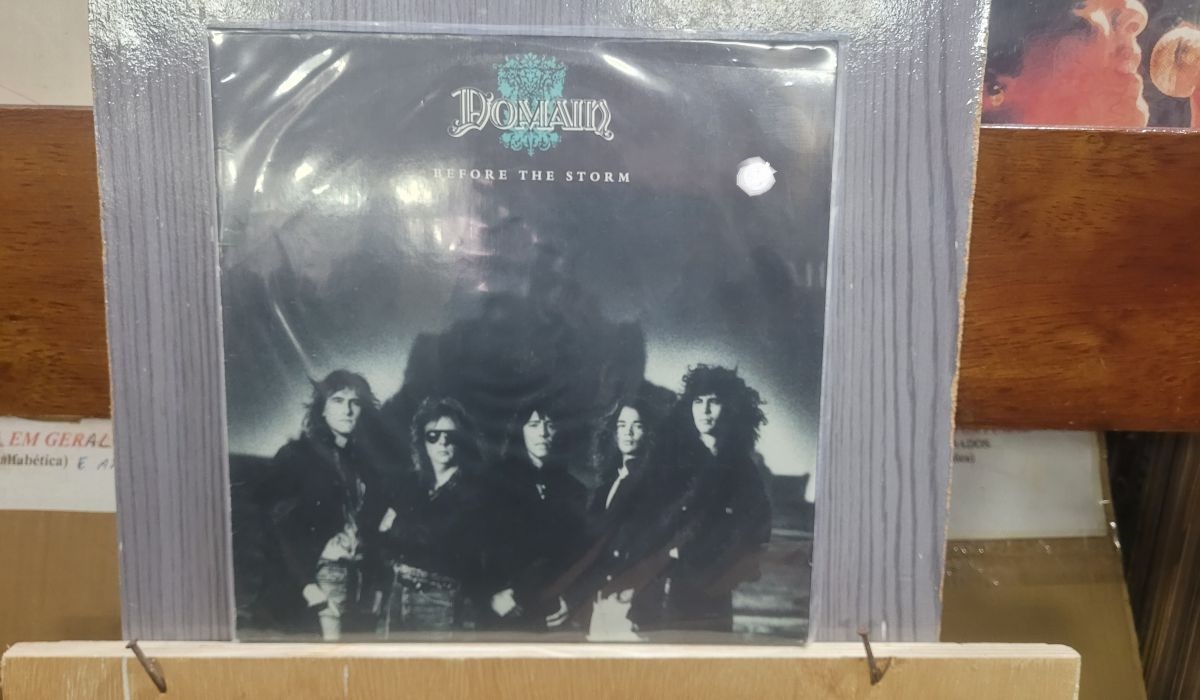 DOMAIN
BEFORE THE STORM
EM GERAL
(alfabética) E